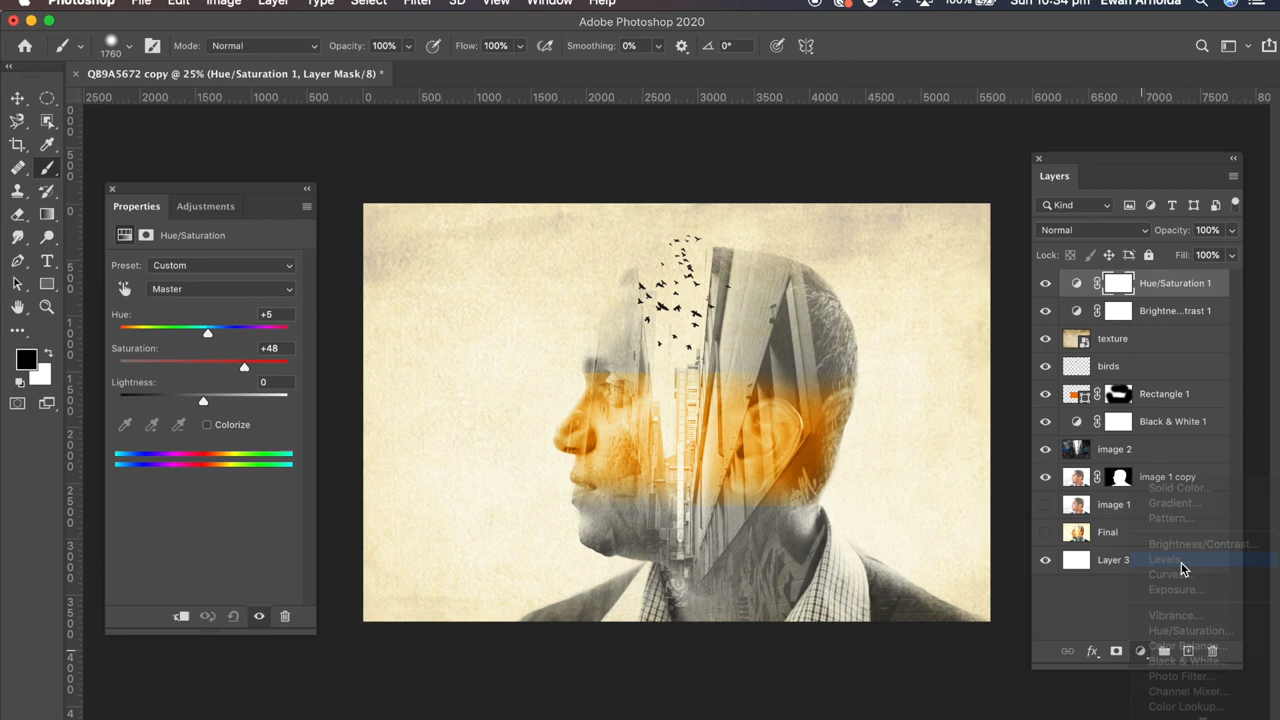 Photoshop File Edit Image Layer Type Select Filter 3D View Window Help 100% Sun 10:34 pm Ewan Arnolda
Adobe Photoshop 2020
1760 Mode: Normal Opacity: 100% Flow: 100% Smoothing: 0% 0°
QB9A5672 copy @ 25% (Hue/Saturation 1, Layer Mask/8) *
2500 2000 1500 1000 500 0 500 1000 1500 2000 2500 3000 3500 4000 4500 5000 5500 6000 6500 7000 7500 80
Properties Adjustments
Hue/Saturation
Preset: Custom
Master
Hue: +5
Saturation: +48
Lightness: 0
Colorize
Layers
Kind
Normal Opacity: 100%
Lock: Fill: 100%
Hue/Saturation 1
Brightne...trast 1
texture
birds
Rectangle 1
Black & White 1
image 2
image 1 copy
image 1
Final
Layer 3
Solid Color...
Gradient...
Pattern...
Brightness/Contrast...
Levels...
Curves...
Exposure...
Vibrance...
Hue/Saturation...
Color Balance...
Black & White...
Photo Filter...
Channel Mixer...
Color Lookup...